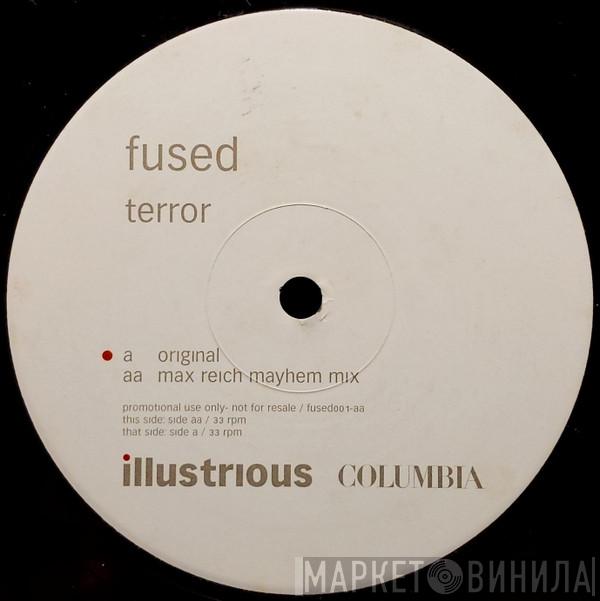 fused
terror
a original
aa max reich mayhem mix
promotional use only- not for resale / fused001-aa
this side: side aa / 33 rpm
that side: side a / 33 rpm
illustrious COLUMBIA
МАРКЕТ ВИНИЛА